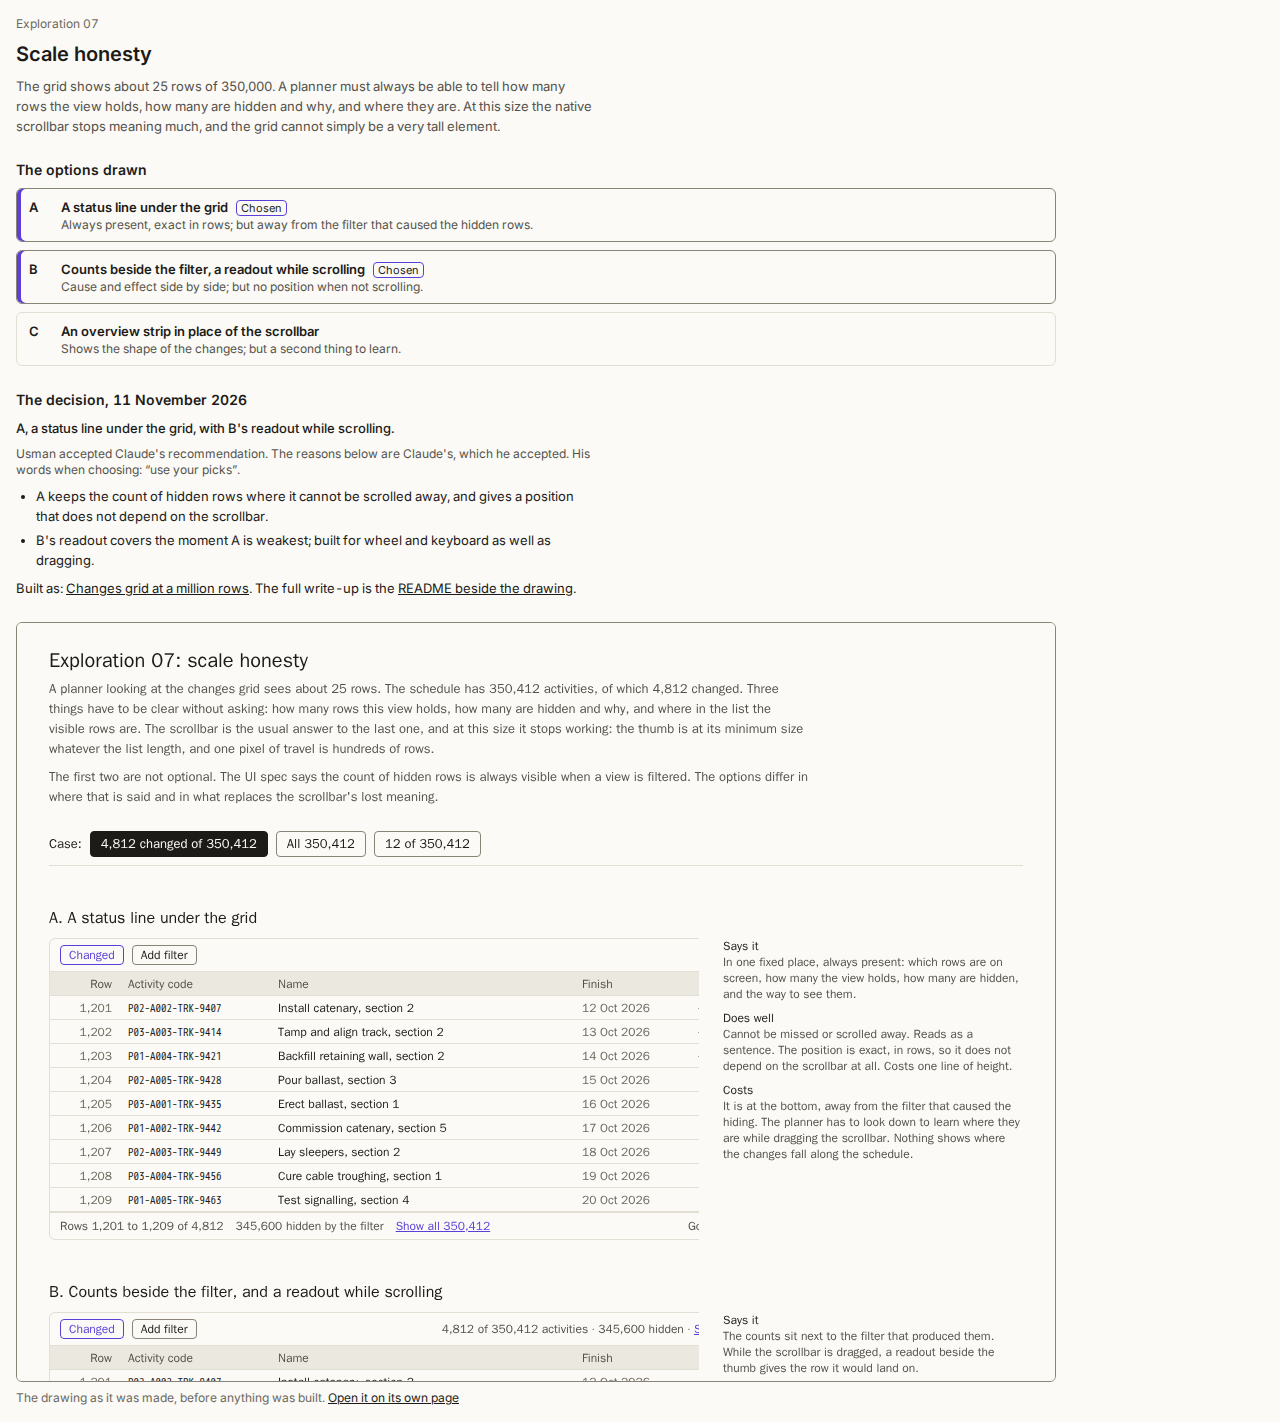 Exploration 07
Scale honesty
The grid shows about 25 rows of 350,000. A planner must always be able to tell how many
rows the view holds, how many are hidden and why, and where they are. At this size the native
scrollbar stops meaning much, and the grid cannot simply be a very tall element.
The options drawn
A A status line under the grid Chosen
Always present, exact in rows; but away from the filter that caused the hidden rows.
B Counts beside the filter, a readout while scrolling Chosen
Cause and effect side by side; but no position when not scrolling.
C An overview strip in place of the scrollbar
Shows the shape of the changes; but a second thing to learn.
The decision, 11 November 2026
A, a status line under the grid, with B's readout while scrolling.
Usman accepted Claude's recommendation. The reasons below are Claude's, which he accepted. His
words when choosing: “use your picks”.
• A keeps the count of hidden rows where it cannot be scrolled away, and gives a position
that does not depend on the scrollbar.
• B's readout covers the moment A is weakest; built for wheel and keyboard as well as
dragging.
Built as: Changes grid at a million rows. The full write-up is the README beside the drawing.
Exploration 07: scale honesty
A planner looking at the changes grid sees about 25 rows. The schedule has 350,412 activities, of which 4,812 changed. Three
things have to be clear without asking: how many rows this view holds, how many are hidden and why, and where in the list the
visible rows are. The scrollbar is the usual answer to the last one, and at this size it stops working: the thumb is at its minimum size
whatever the list length, and one pixel of travel is hundreds of rows.
The first two are not optional. The UI spec says the count of hidden rows is always visible when a view is filtered. The options differ in
where that is said and in what replaces the scrollbar's lost meaning.
Case: 4,812 changed of 350,412 All 350,412 12 of 350,412
A. A status line under the grid
Changed Add filter
Row Activity code Name Finish
1,201 P02-A002-TRK-9407 Install catenary, section 2 12 Oct 2026
1,202 P03-A003-TRK-9414 Tamp and align track, section 2 13 Oct 2026
1,203 P01-A004-TRK-9421 Backfill retaining wall, section 2 14 Oct 2026
1,204 P02-A005-TRK-9428 Pour ballast, section 3 15 Oct 2026
1,205 P03-A001-TRK-9435 Erect ballast, section 1 16 Oct 2026
1,206 P01-A002-TRK-9442 Commission catenary, section 5 17 Oct 2026
1,207 P02-A003-TRK-9449 Lay sleepers, section 2 18 Oct 2026
1,208 P03-A004-TRK-9456 Cure cable troughing, section 1 19 Oct 2026
1,209 P01-A005-TRK-9463 Test signalling, section 4 20 Oct 2026
Rows 1,201 to 1,209 of 4,812 345,600 hidden by the filter Show all 350,412
Says it
In one fixed place, always present: which rows are on
screen, how many the view holds, how many are hidden,
and the way to see them.
Does well
Cannot be missed or scrolled away. Reads as a
sentence. The position is exact, in rows, so it does not
depend on the scrollbar at all. Costs one line of height.
Costs
It is at the bottom, away from the filter that caused the
hiding. The planner has to look down to learn where they
are while dragging the scrollbar. Nothing shows where
the changes fall along the schedule.
B. Counts beside the filter, and a readout while scrolling
Changed Add filter 4,812 of 350,412 activities · 345,600 hidden ·
Row Activity code Name Finish
Says it
The counts sit next to the filter that produced them.
While the scrollbar is dragged, a readout beside the
thumb gives the row it would land on.
The drawing as it was made, before anything was built. Open it on its own page